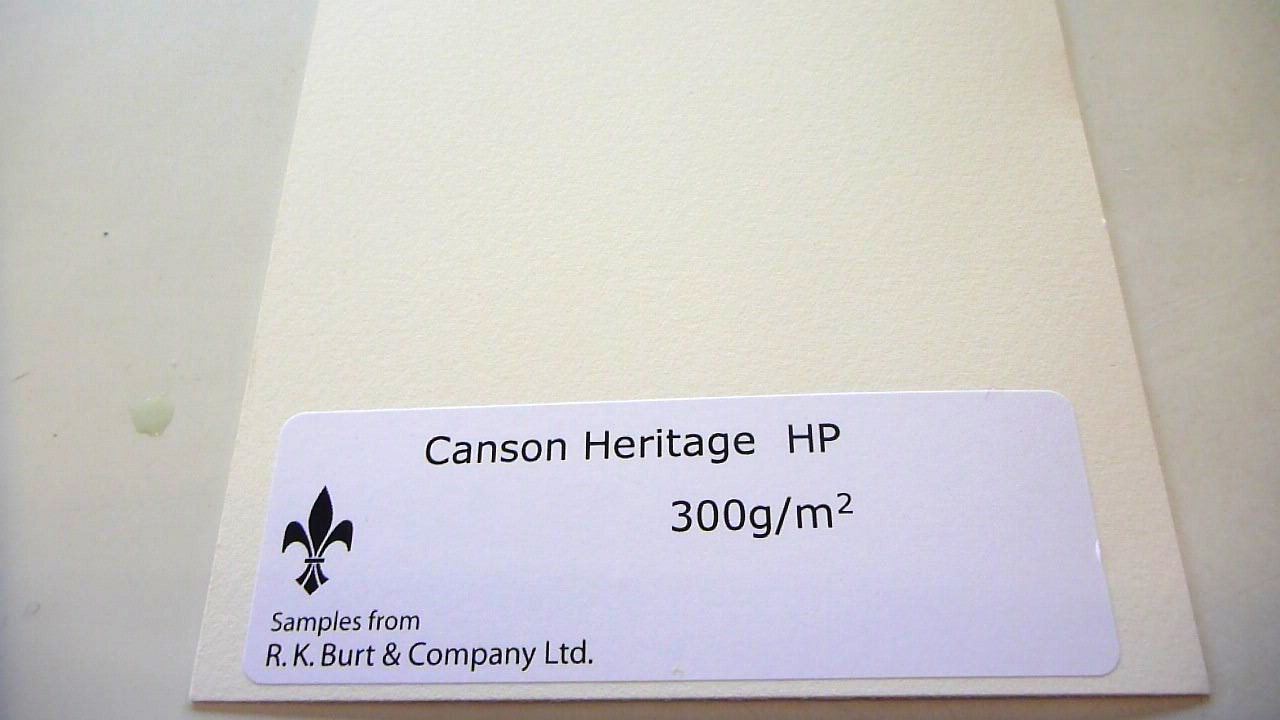 Canson Heritage HP
300g/m²
Samples from
R. K. Burt & Company Ltd.